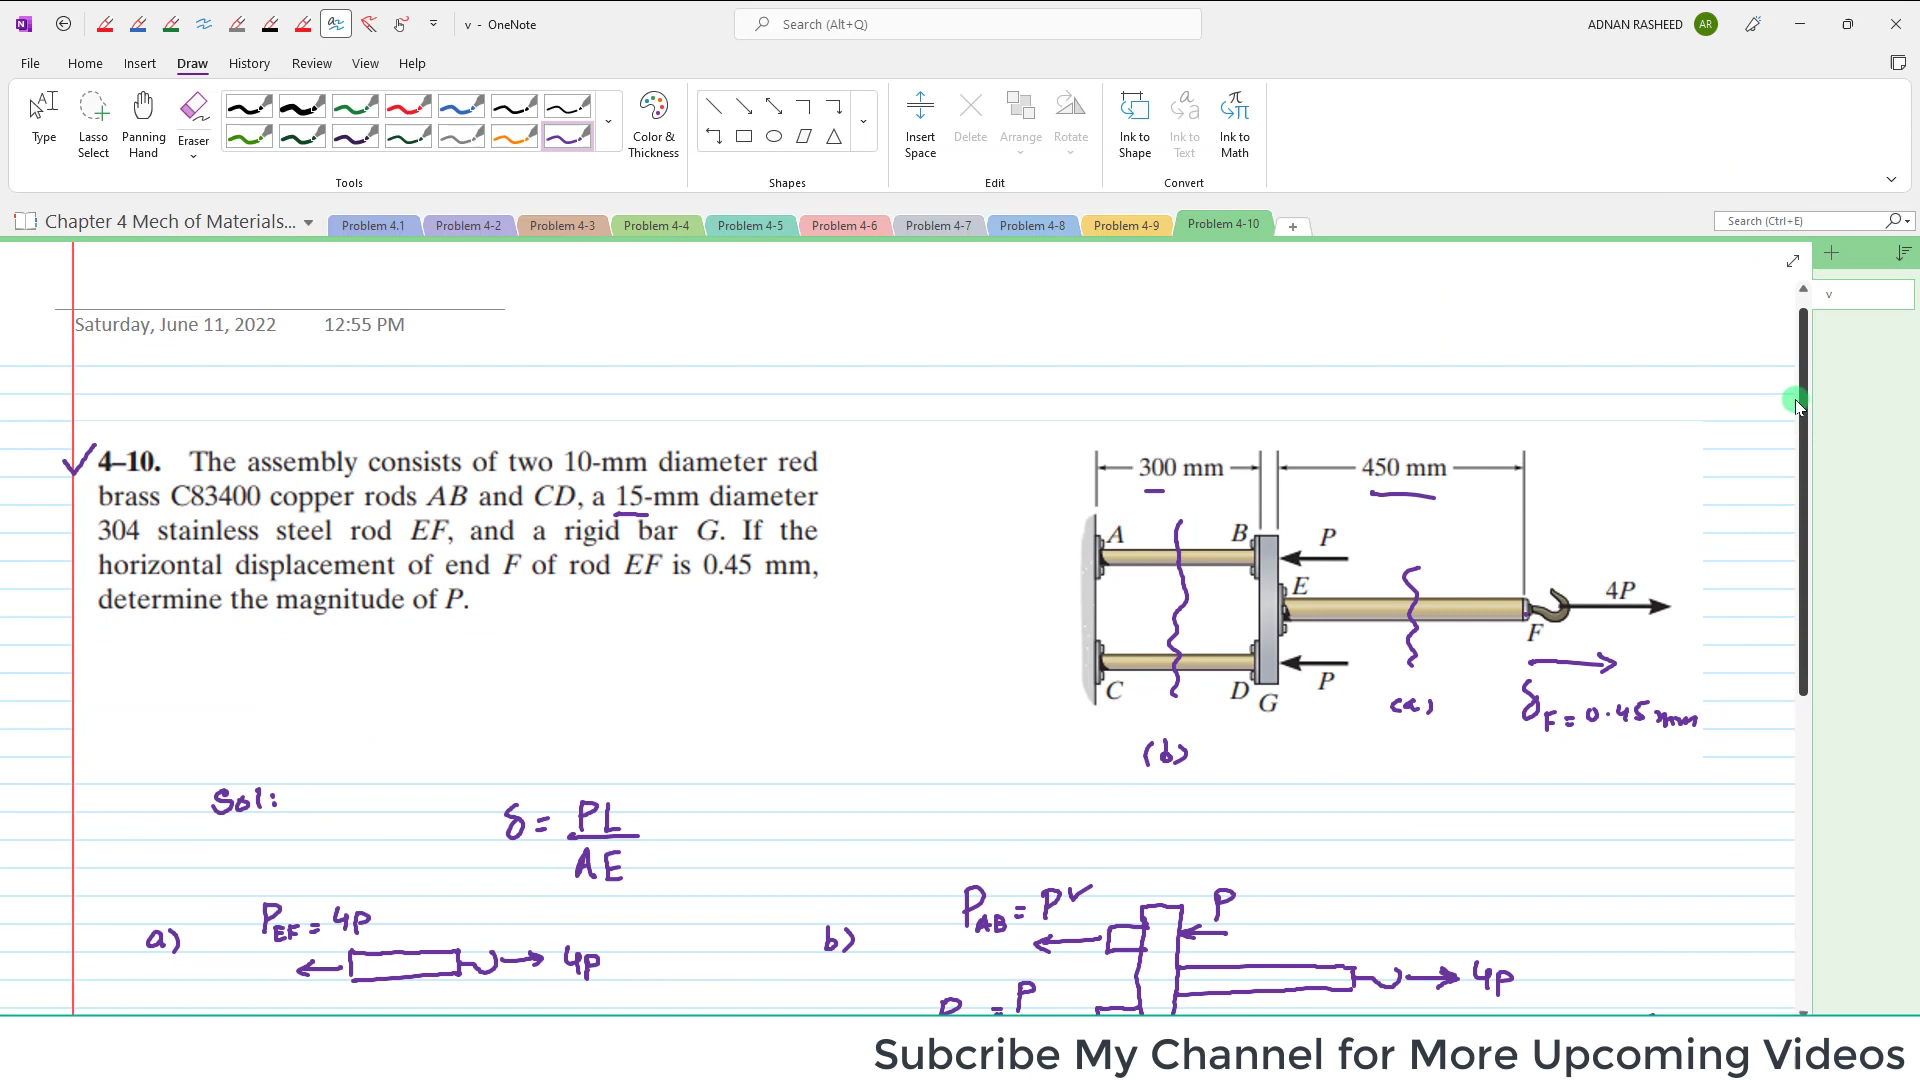 v - OneNote
Search (Alt+Q)
ADNAN RASHEED
AR
File Home Insert Draw History Review View Help
Type
Lasso Select
Panning Hand
Eraser
Color & Thickness
Insert Space
Delete
Arrange
Rotate
Ink to Shape
Ink to Text
Ink to Math
Tools
Shapes
Edit
Convert
Chapter 4 Mech of Materials...
Problem 4.1
Problem 4-2
Problem 4-3
Problem 4-4
Problem 4-5
Problem 4-6
Problem 4-7
Problem 4-8
Problem 4-9
Problem 4-10
Search (Ctrl+E)
v
Saturday, June 11, 2022 12:55 PM
4–10. The assembly consists of two 10-mm diameter red
brass C83400 copper rods AB and CD, a 15-mm diameter
304 stainless steel rod EF, and a rigid bar G. If the
horizontal displacement of end F of rod EF is 0.45 mm,
determine the magnitude of P.
300 mm
450 mm
A
B
P
E
4P
F
C
D
G
P
(a)
(b)
δF = 0.45 mm
Sol:
δ = PL
AE
a)
PEF = 4P
4P
b)
PAB = P
P
4P
P = P
Subcribe My Channel for More Upcoming Videos